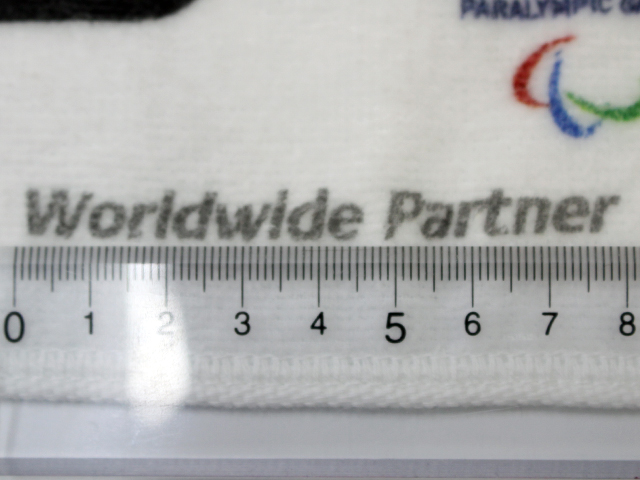 PARALYMPIC
Worldwide Partner
0 1 2 3 4 5 6 7 8